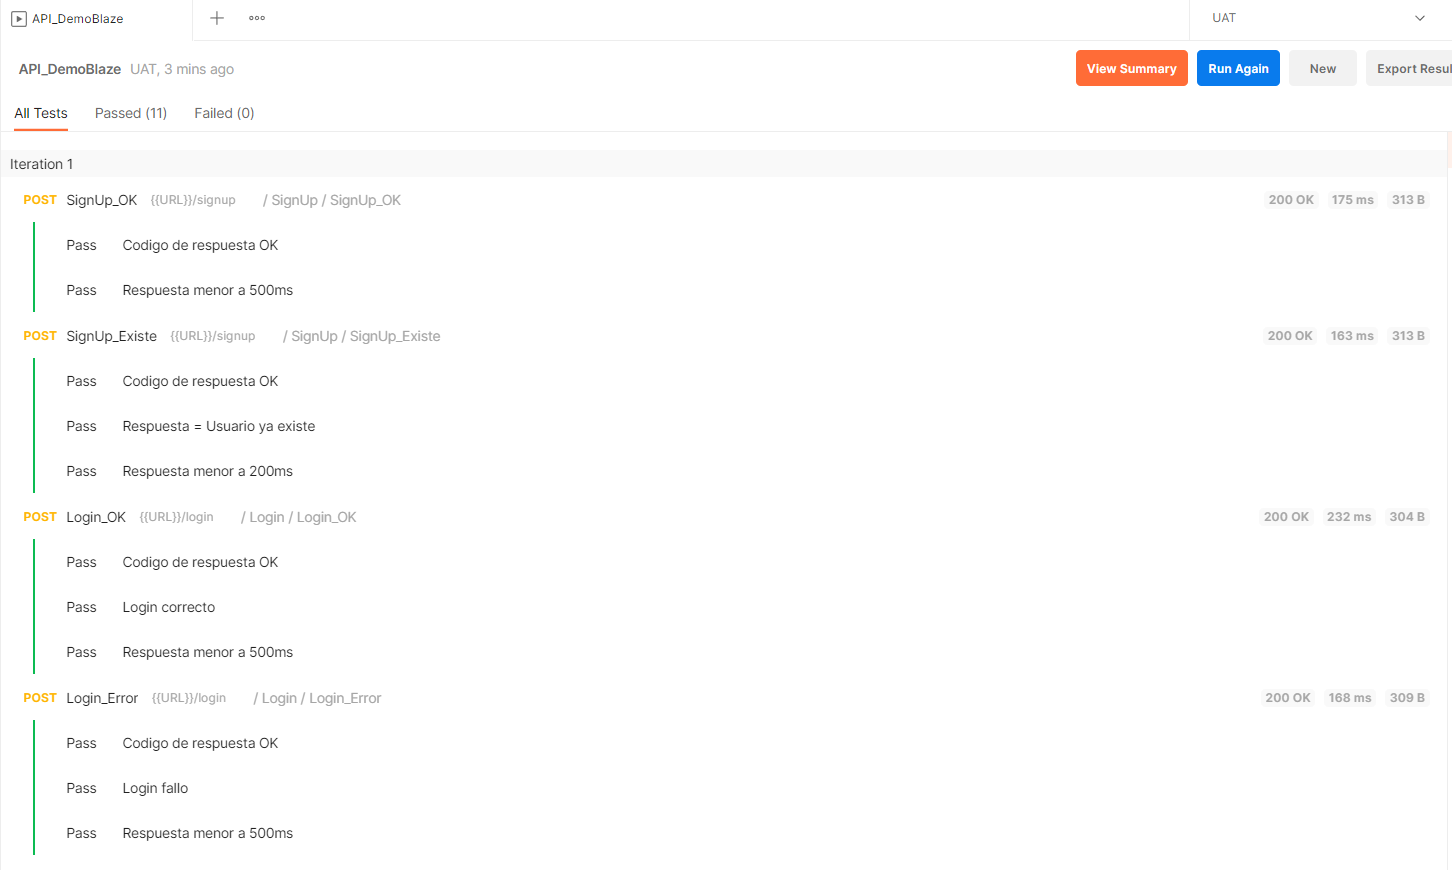 API_DemoBlaze
UAT
API_DemoBlaze UAT, 3 mins ago View Summary Run Again New Export Resul
All Tests Passed (11) Failed (0)
Iteration 1
POST SignUp_OK {{URL}}/signup / SignUp / SignUp_OK 200 OK 175 ms 313 B
Pass Codigo de respuesta OK
Pass Respuesta menor a 500ms
POST SignUp_Existe {{URL}}/signup / SignUp / SignUp_Existe 200 OK 163 ms 313 B
Pass Codigo de respuesta OK
Pass Respuesta = Usuario ya existe
Pass Respuesta menor a 200ms
POST Login_OK {{URL}}/login / Login / Login_OK 200 OK 232 ms 304 B
Pass Codigo de respuesta OK
Pass Login correcto
Pass Respuesta menor a 500ms
POST Login_Error {{URL}}/login / Login / Login_Error 200 OK 168 ms 309 B
Pass Codigo de respuesta OK
Pass Login fallo
Pass Respuesta menor a 500ms